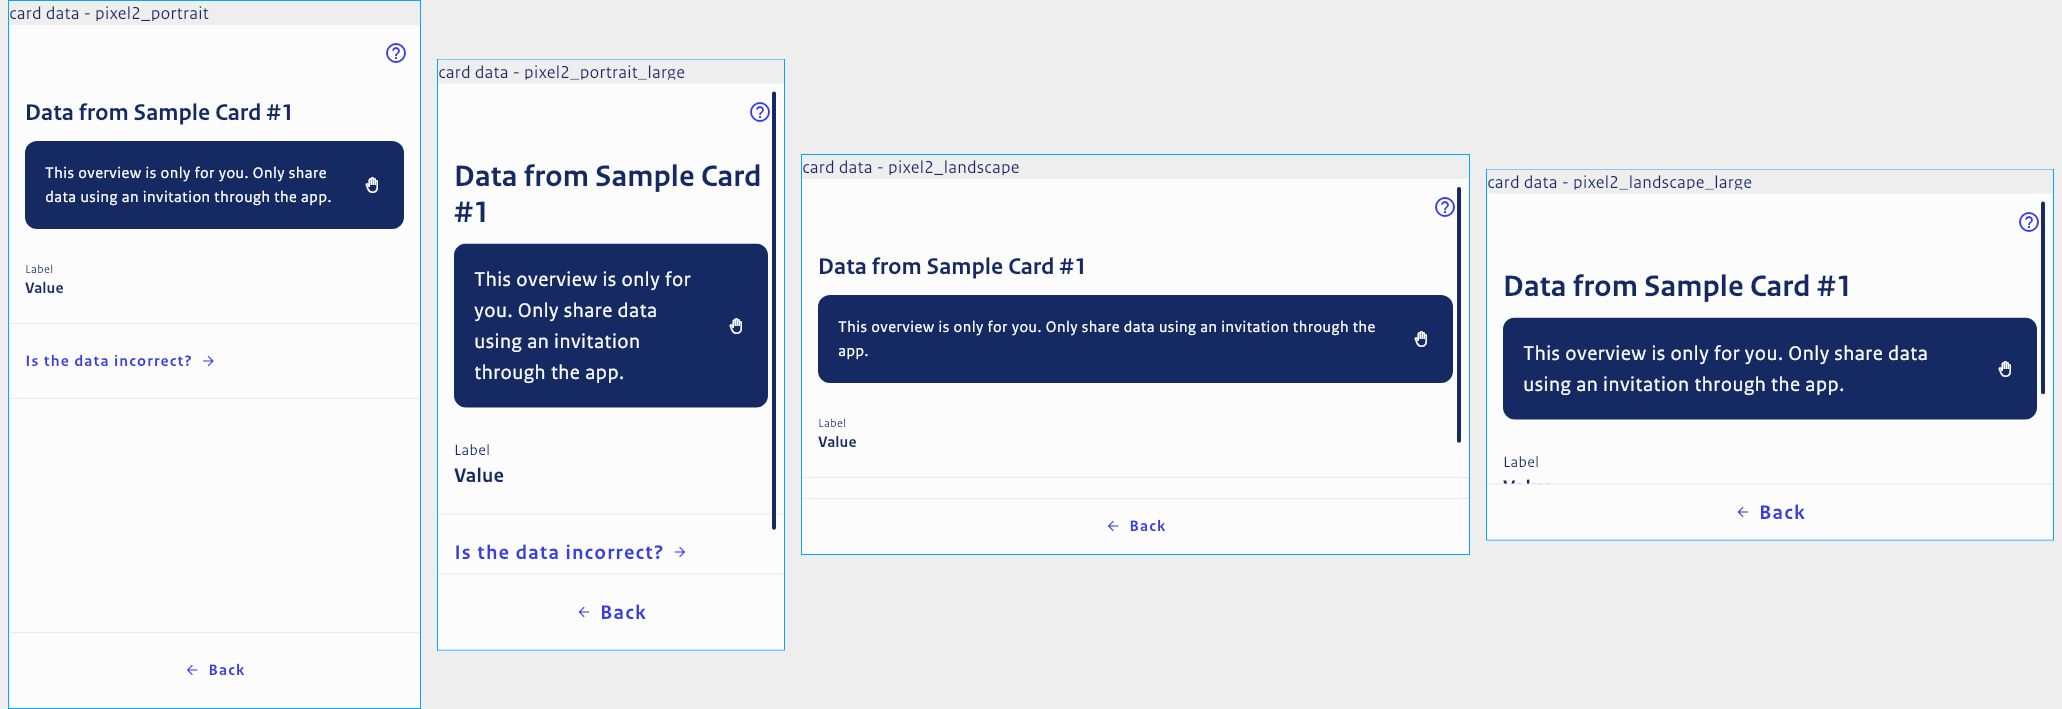 card data - pixel2_portrait
Data from Sample Card #1
This overview is only for you. Only share
data using an invitation through the app.
Label
Value
Is the data incorrect? →
← Back
card data - pixel2_portrait_large
Data from Sample Card
#1
This overview is only for
you. Only share data
using an invitation
through the app.
Label
Value
Is the data incorrect? →
← Back
card data - pixel2_landscape
Data from Sample Card #1
This overview is only for you. Only share data using an invitation through the
app.
Label
Value
← Back
card data - pixel2_landscape_large
Data from Sample Card #1
This overview is only for you. Only share data
using an invitation through the app.
Label
← Back